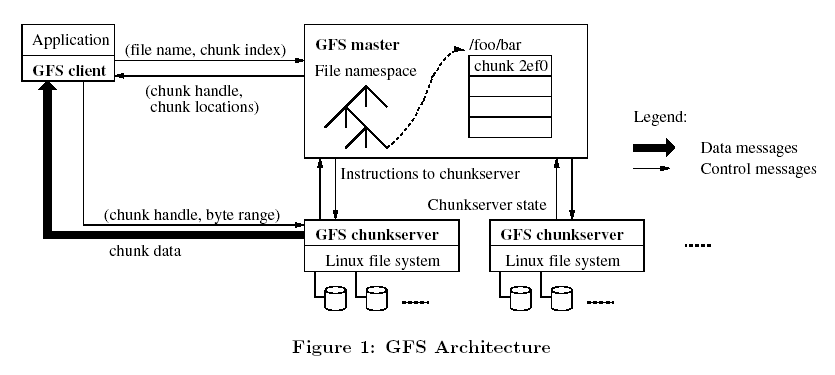 Application
GFS client
(file name, chunk index)
(chunk handle,
chunk locations)
GFS master
File namespace
/foo/bar
chunk 2ef0
Legend:
Data messages
Control messages
Instructions to chunkserver
Chunkserver state
(chunk handle, byte range)
chunk data
GFS chunkserver
Linux file system
GFS chunkserver
Linux file system
Figure 1: GFS Architecture